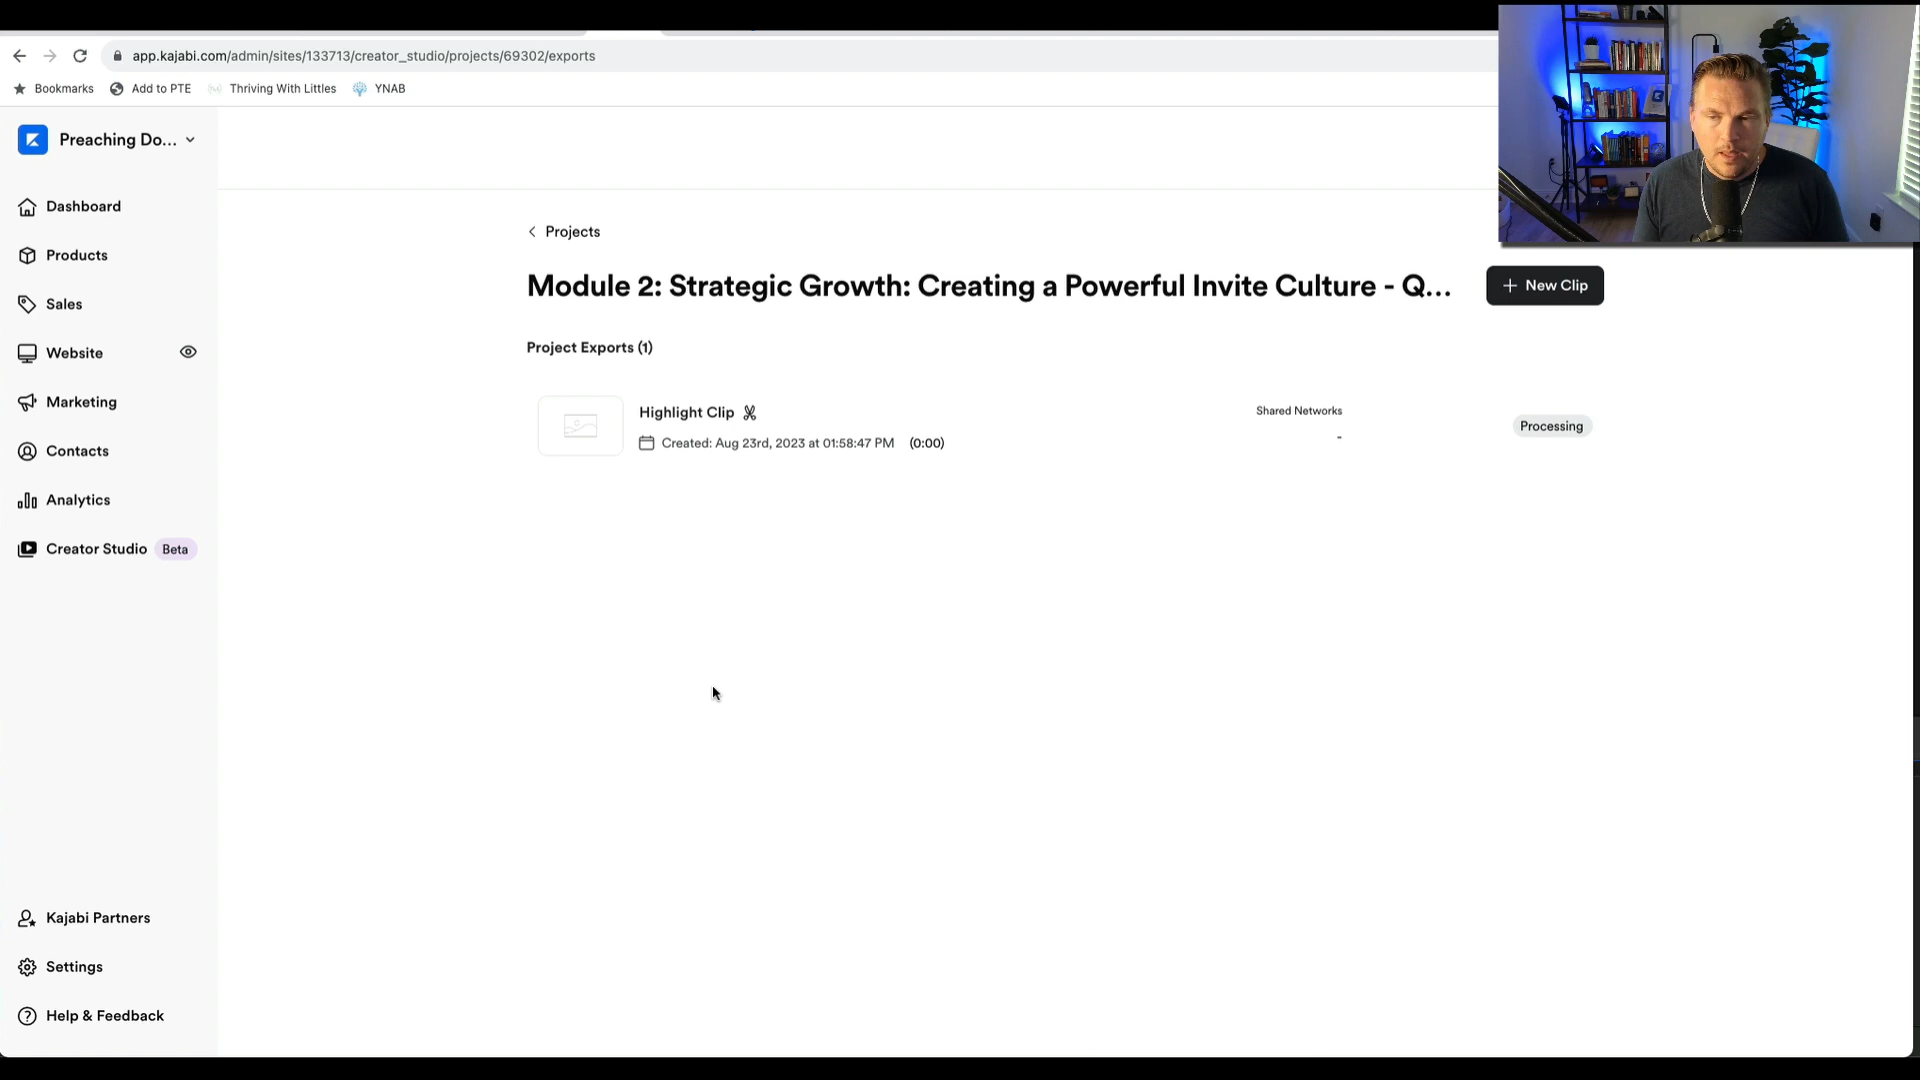 app.kajabi.com/admin/sites/133713/creator_studio/projects/69302/exports
Bookmarks
Add to PTE
Thriving With Littles
YNAB
Preaching Do...
Dashboard
Products
Sales
Website
Marketing
Contacts
Analytics
Creator Studio Beta
Kajabi Partners
Settings
Help & Feedback
Projects
Module 2: Strategic Growth: Creating a Powerful Invite Culture - Q...
+ New Clip
Project Exports (1)
Highlight Clip
Created: Aug 23rd, 2023 at 01:58:47 PM (0:00)
Shared Networks
-
Processing